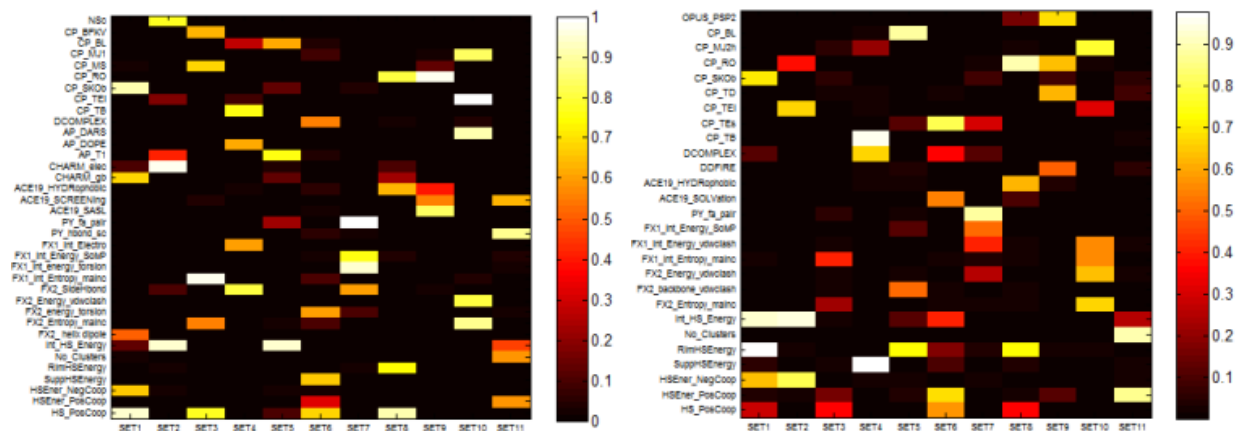 NSc
CP_BFKV
CP_BL
CP_MJ1
CP_MS
CP_RO
CP_SKOb
CP_TEI
CP_TB
DCOMPLEX
AP_DARS
AP_DOPE
AP_T1
CHARM_elec
CHARM_gb
ACE19_HYDRophobic
ACE19_SCREENing
ACE19_SASL
PY_fa_pair
PY_hbond_sc
FX1_Int_Electro
FX1_Int_Energy_SolvP
FX1_Int_Energy_torsion
FX1_Int_Entropy_mainc
FX2_SideHbond
FX2_Energy_vdwclash
FX2_energy_torsion
FX2_Entropy_mainc
FX2_helix dipole
Int_HS_Energy
No_Clusters
RimHSEnergy
SuppHSEnergy
HSEner_NegCoop
HSEner_PosCoop
HS_PosCoop
SET1 SET2 SET3 SET4 SET5 SET6 SET7 SET8 SET9 SET10 SET11
1
0.9
0.8
0.7
0.6
0.5
0.4
0.3
0.2
0.1
0
OPUS_PSP2
CP_BL
CP_MJ2h
CP_RO
CP_SKOb
CP_TD
CP_TEI
CP_TEs
CP_TB
DCOMPLEX
DDFIRE
ACE19_HYDRophobic
ACE19_SOLVation
PY_fa_pair
FX1_Int_Energy_SolvP
FX1_Int_Energy_vdwclash
FX1_Int_Entropy_mainc
FX2_Energy_vdwclash
FX2_backbone_vdwclash
FX2_Entropy_mainc
Int_HS_Energy
No_Clusters
RimHSEnergy
SuppHSEnergy
HSEner_NegCoop
HSEner_PosCoop
HS_PosCoop
SET1 SET2 SET3 SET4 SET5 SET6 SET7 SET8 SET9 SET10 SET11
0.9
0.8
0.7
0.6
0.5
0.4
0.3
0.2
0.1